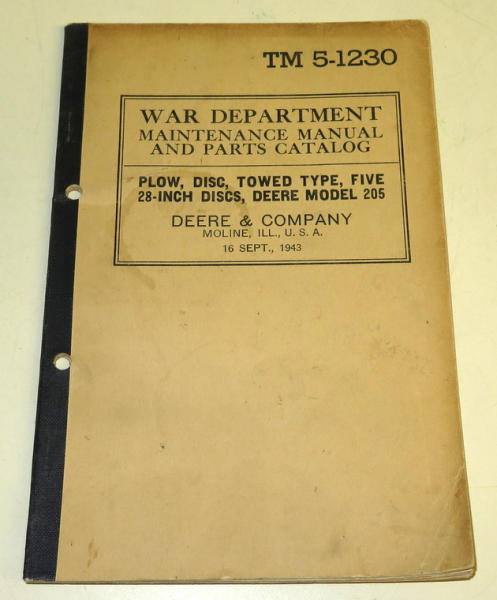 TM 5-1230
WAR DEPARTMENT
MAINTENANCE MANUAL
AND PARTS CATALOG
PLOW, DISC, TOWED TYPE, FIVE
28-INCH DISCS, DEERE MODEL 205
DEERE & COMPANY
MOLINE, ILL., U. S. A.
16 SEPT., 1943